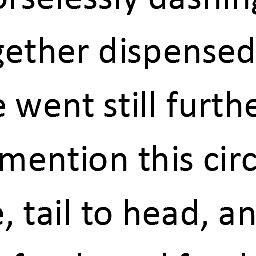 orselessly dashing
gether dispensed
e went still furthe
mention this circ
e, tail to head, an